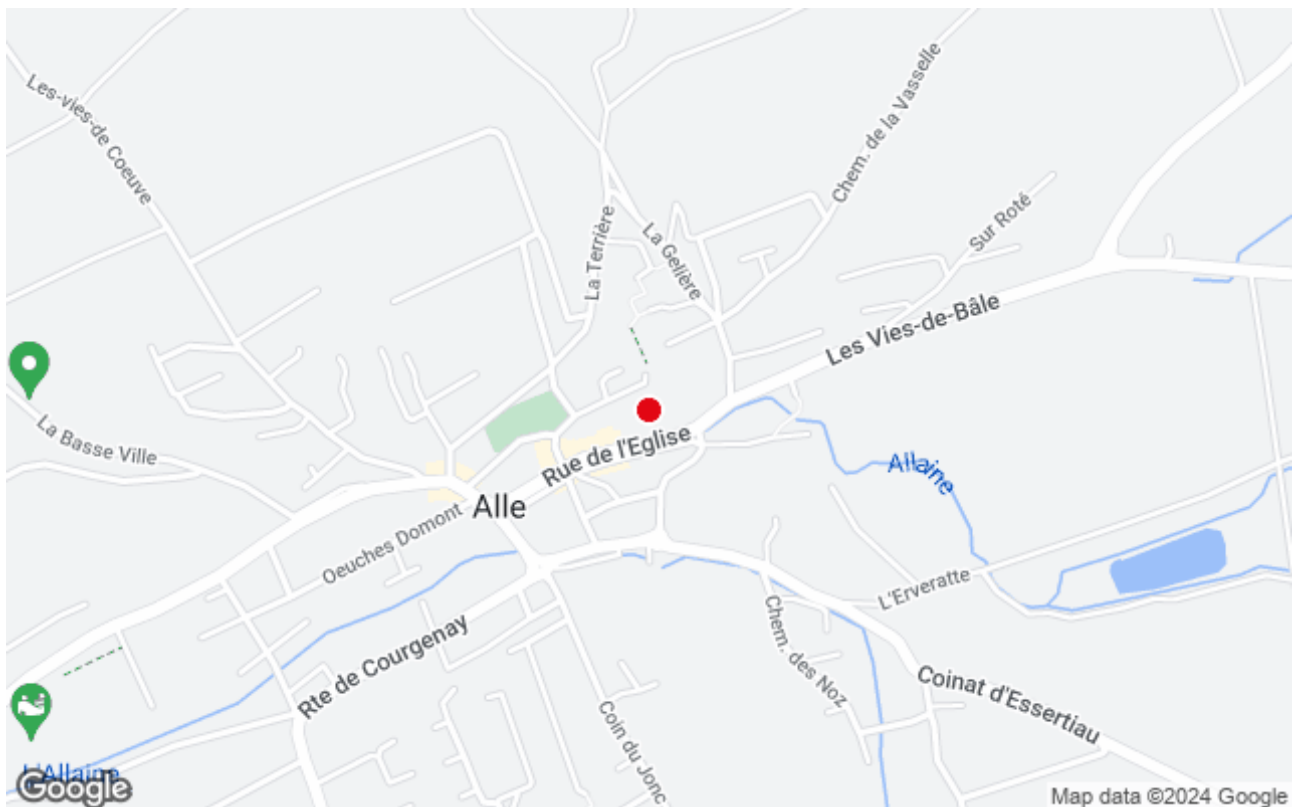 Les-vies-de Coeuve
Chem. de la Vasselle
La Terrière
La Gelière
Sur Roté
Les Vies-de-Bâle
La Basse Ville
Rue de l'Eglise
Allaine
Alle
Oeuches Domont
L'Erveratte
Rte de Courgenay
Chem. des Noz
Coinat d'Essertiau
Coin du Jonc
L'Allaine
Google
Map data ©2024 Google